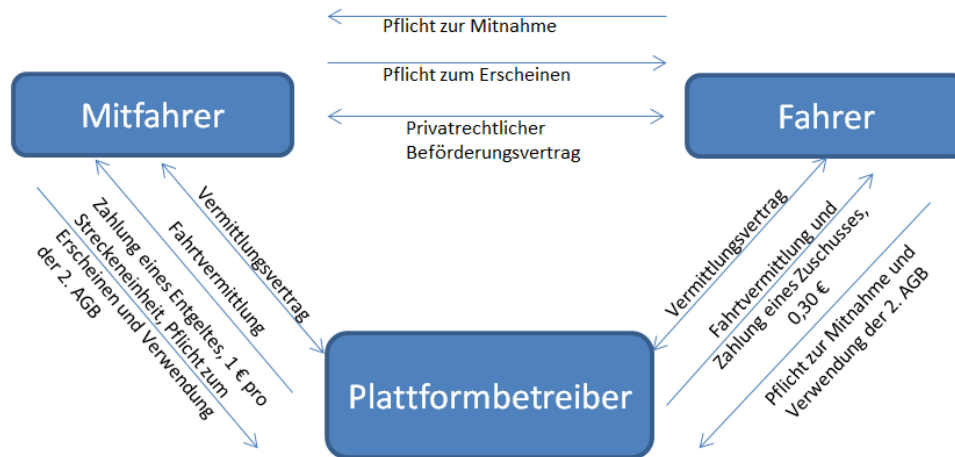 Pflicht zur Mitnahme
Pflicht zum Erscheinen
Mitfahrer
Fahrer
Privatrechtlicher
Beförderungsvertrag
Zahlung eines Entgeltes, 1 € pro
Streckeneinheit, Pflicht zum
Erscheinen und Verwendung
der 2. AGB
Fahrtvermittlung
Vermittlungsvertrag
Vermittlungsvertrag
Fahrtvermittlung und
Zahlung eines Zuschusses,
0,30 €
Pflicht zur Mitnahme und
Verwendung der 2. AGB
Plattformbetreiber